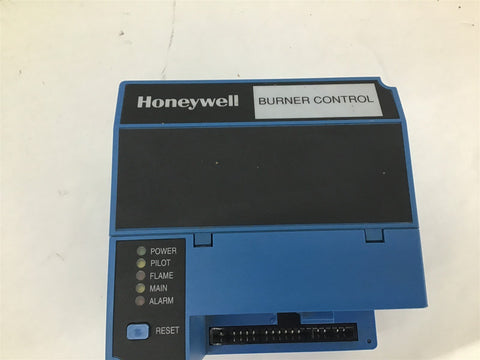 Honeywell
BURNER CONTROL
POWER
PILOT
FLAME
MAIN
ALARM
RESET